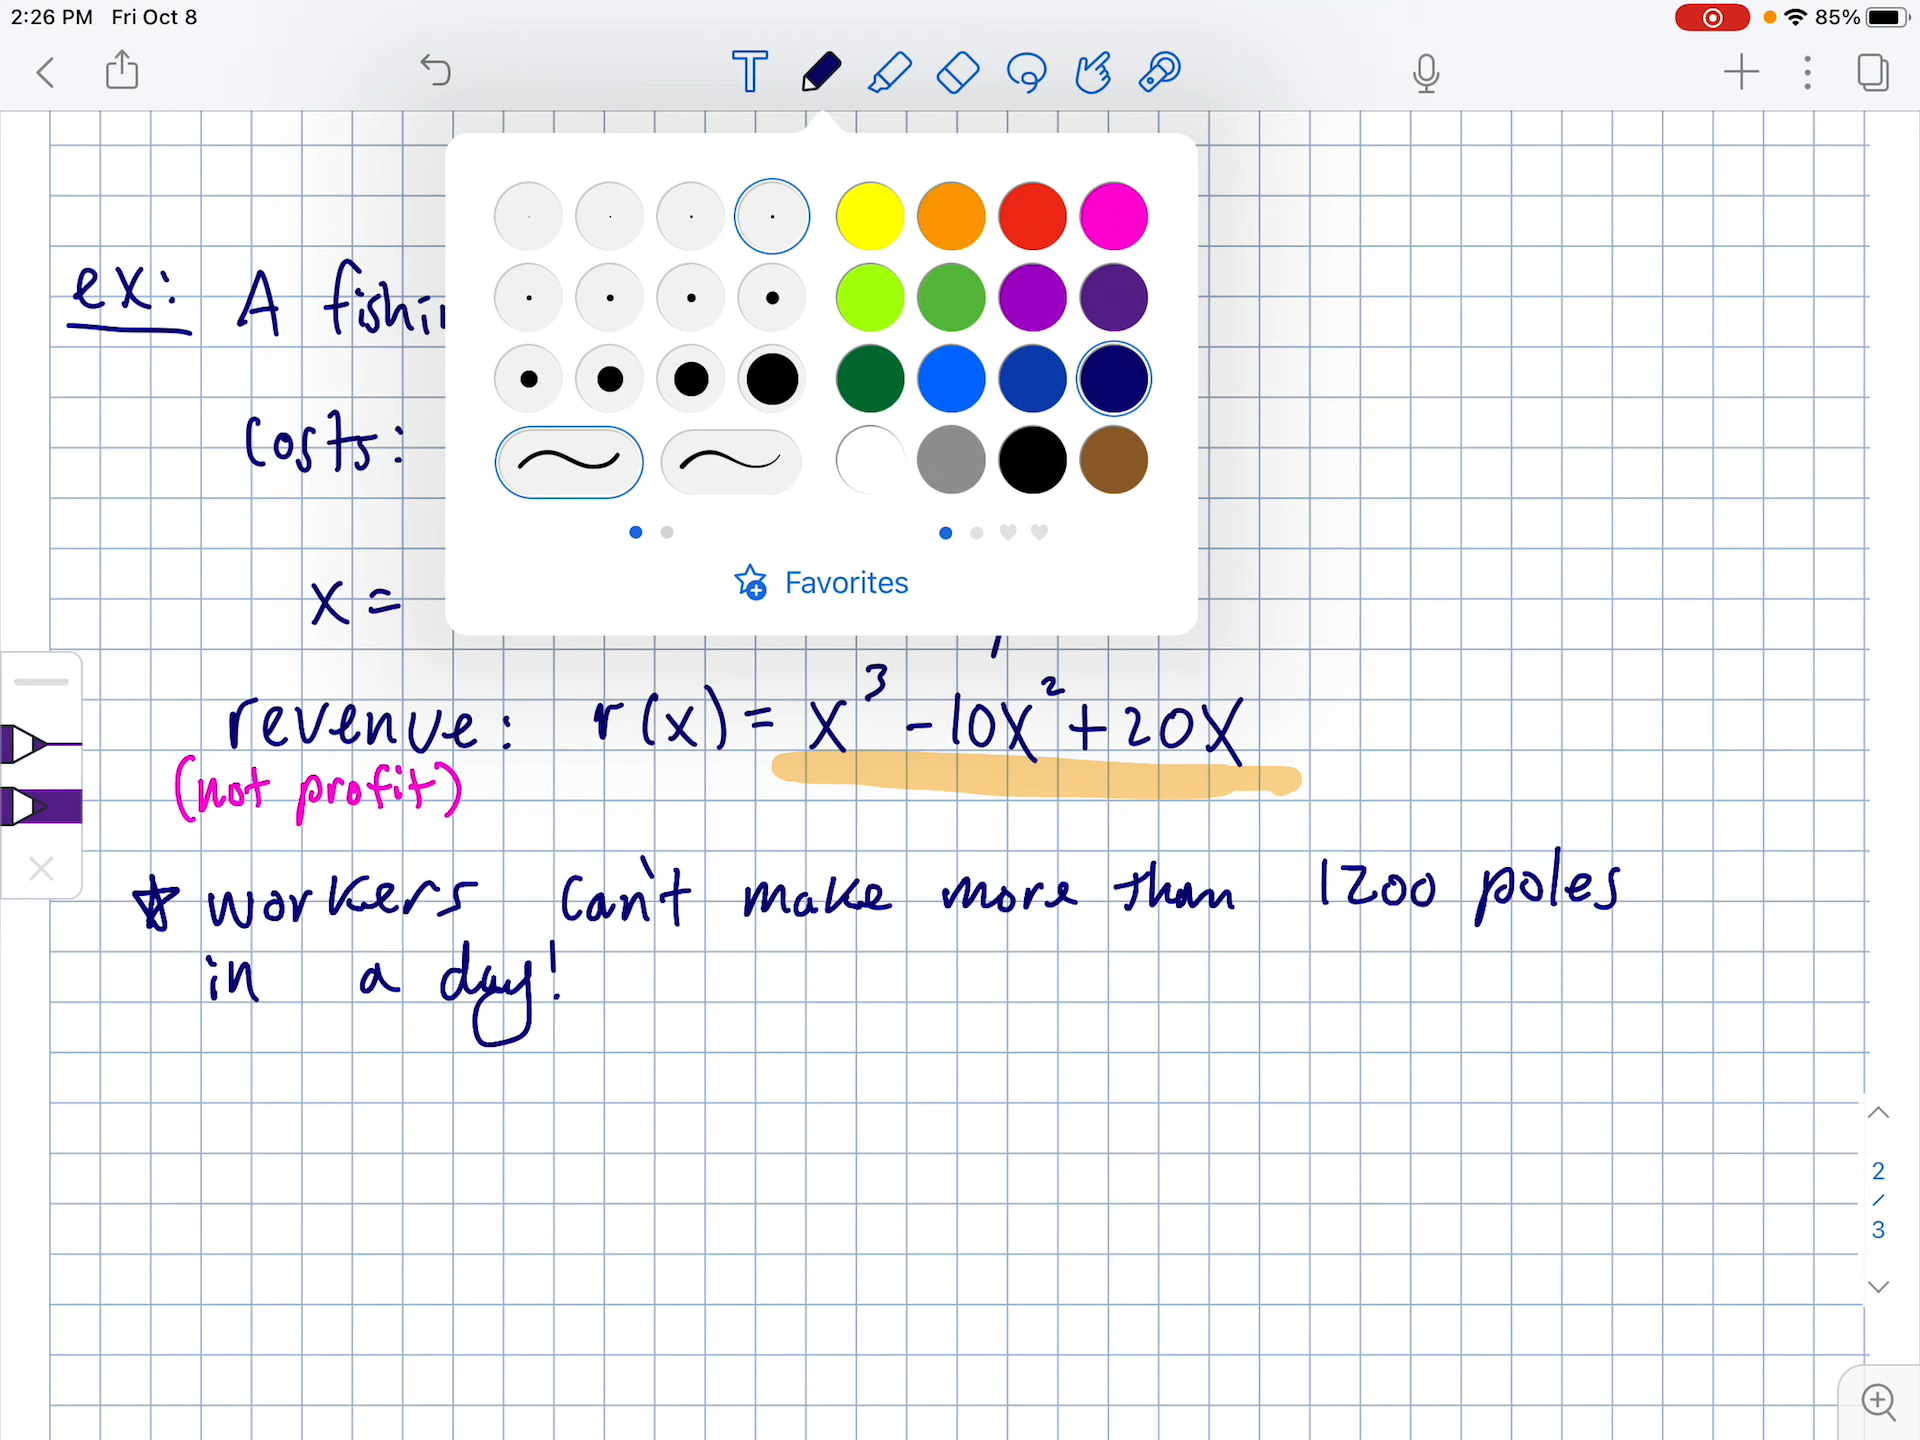 2:26 PM Fri Oct 8
85%
T
ex: A fishi
Costs:
Favorites
x =
revenue: r(x) = x³ - 10x² + 20x
(not profit)
☆ workers can't make more than 1200 poles
in a day!
2
/
3